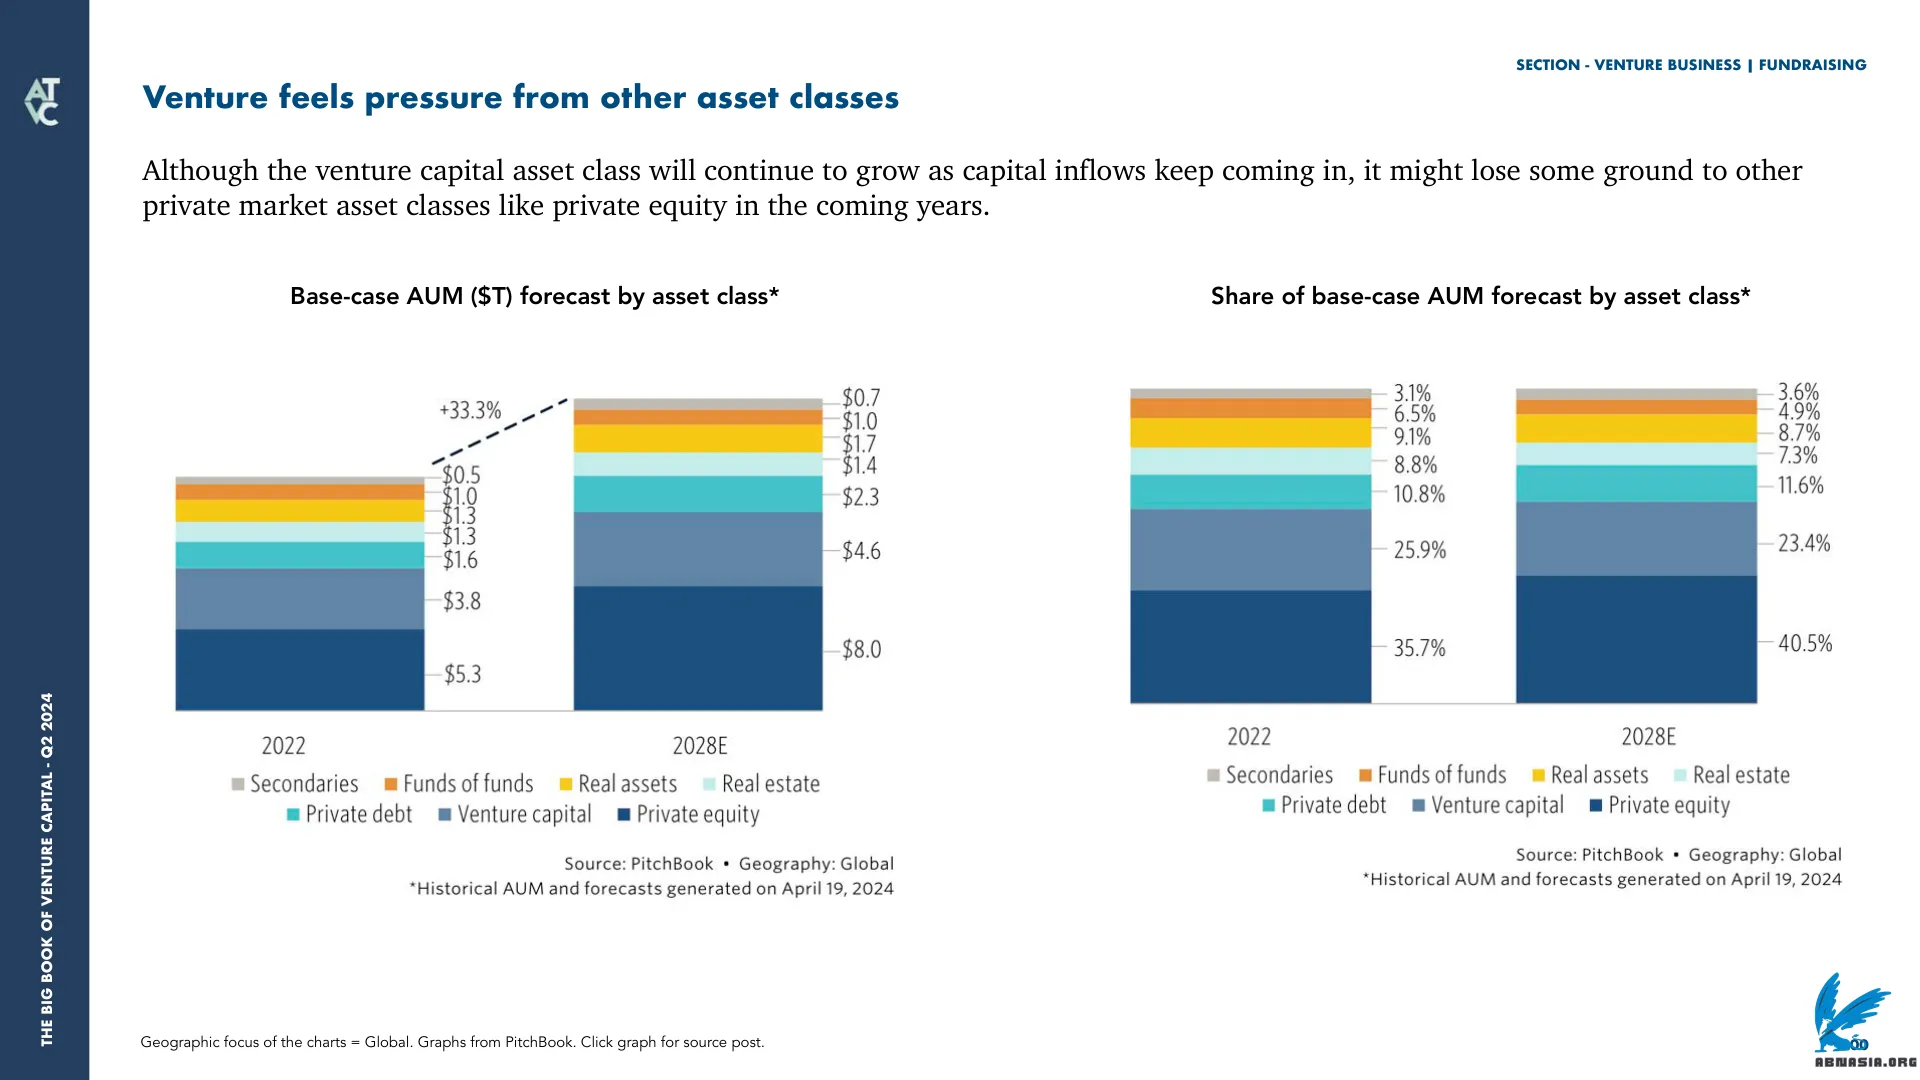 SECTION - VENTURE BUSINESS | FUNDRAISING
ATVC
Venture feels pressure from other asset classes
Although the venture capital asset class will continue to grow as capital inflows keep coming in, it might lose some ground to other
private market asset classes like private equity in the coming years.
Base-case AUM ($T) forecast by asset class*
+33.3%
$0.5
$1.0
$1.3
$1.3
$1.6
$3.8
$5.3
$0.7
$1.0
$1.7
$1.4
$2.3
$4.6
$8.0
2022 2028E
Secondaries Funds of funds Real assets Real estate
Private debt Venture capital Private equity
Source: PitchBook • Geography: Global
*Historical AUM and forecasts generated on April 19, 2024
Share of base-case AUM forecast by asset class*
3.1%
6.5%
9.1%
8.8%
10.8%
25.9%
35.7%
3.6%
4.9%
8.7%
7.3%
11.6%
23.4%
40.5%
2022 2028E
Secondaries Funds of funds Real assets Real estate
Private debt Venture capital Private equity
Source: PitchBook • Geography: Global
*Historical AUM and forecasts generated on April 19, 2024
THE BIG BOOK OF VENTURE CAPITAL - Q2 2024
Geographic focus of the charts = Global. Graphs from PitchBook. Click graph for source post.
ABNASIA.ORG